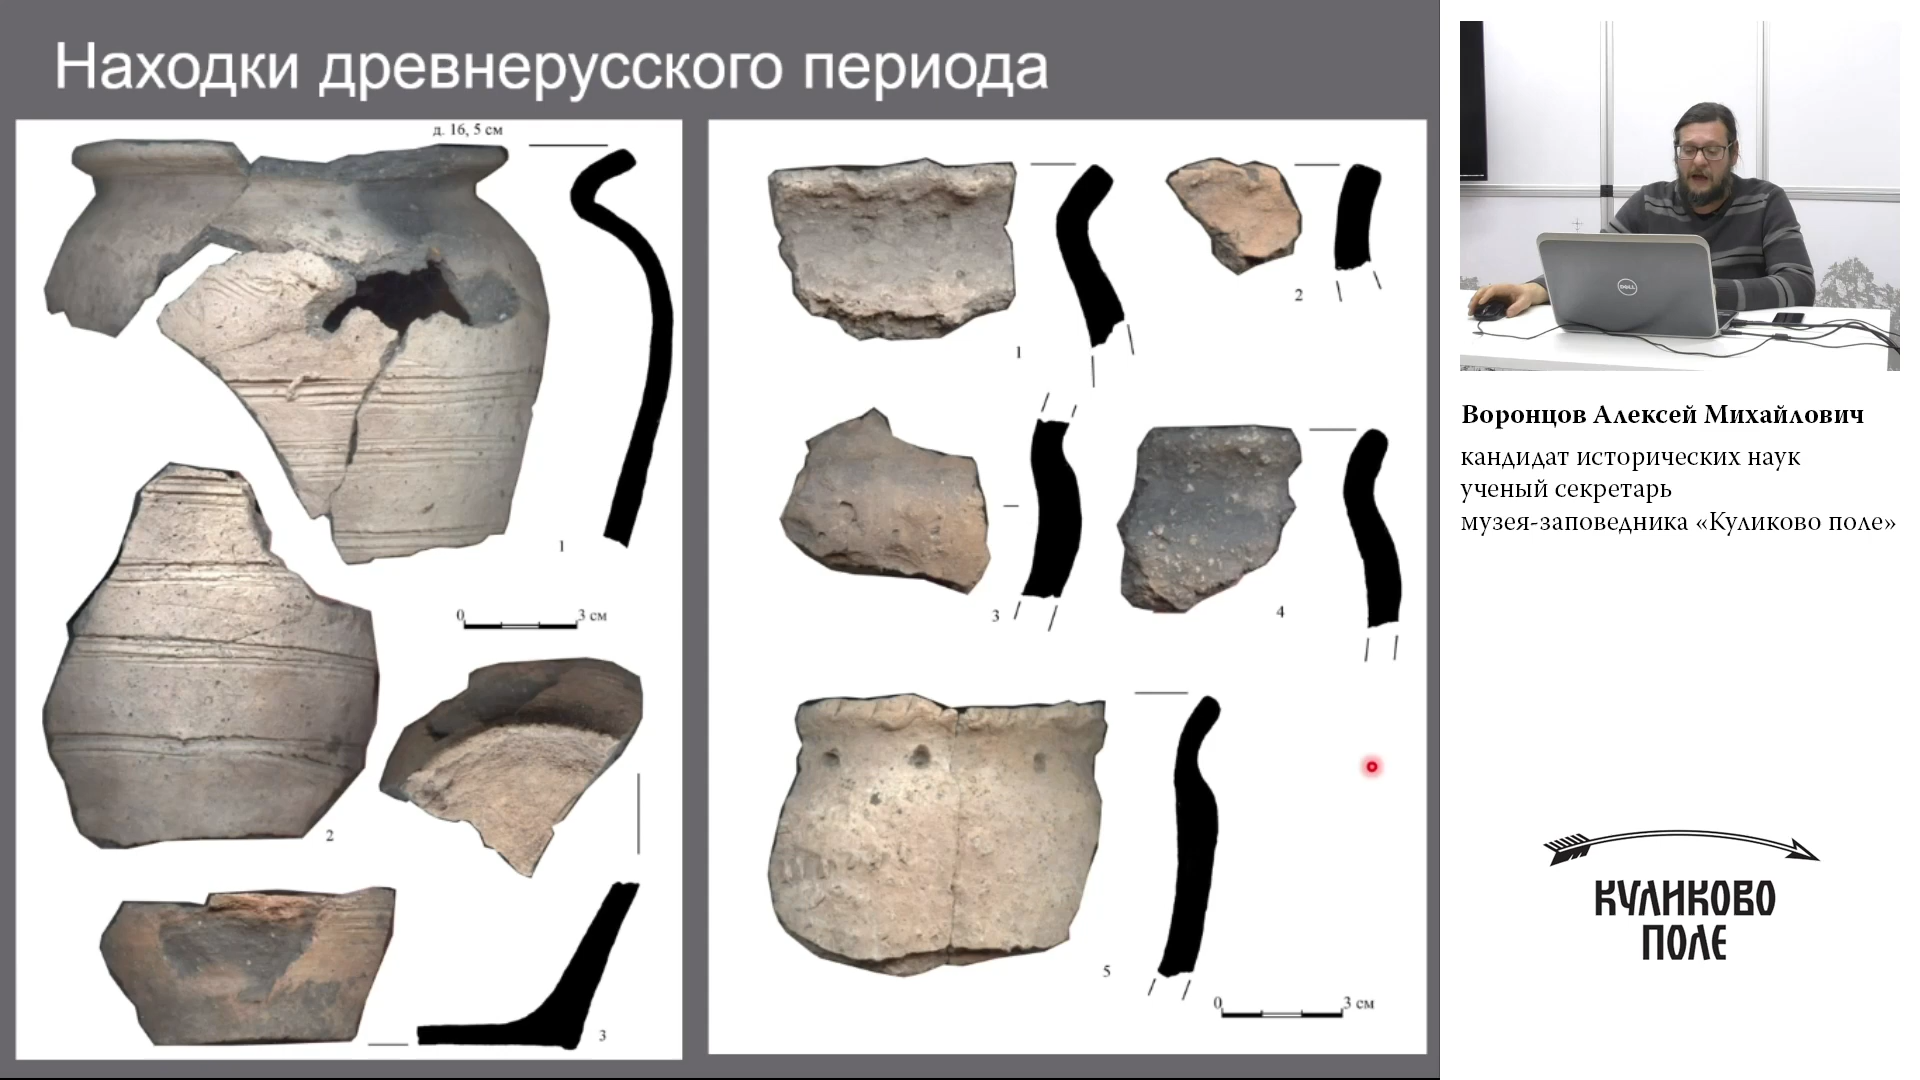 Находки древнерусского периода
д. 16, 5 см
1
0 3 см
2
3
1
2
3
4
5
0 3 см
DELL
Воронцов Алексей Михайлович
кандидат исторических наук
ученый секретарь
музея-заповедника «Куликово поле»
КУЛИКОВО
ПОЛЕ